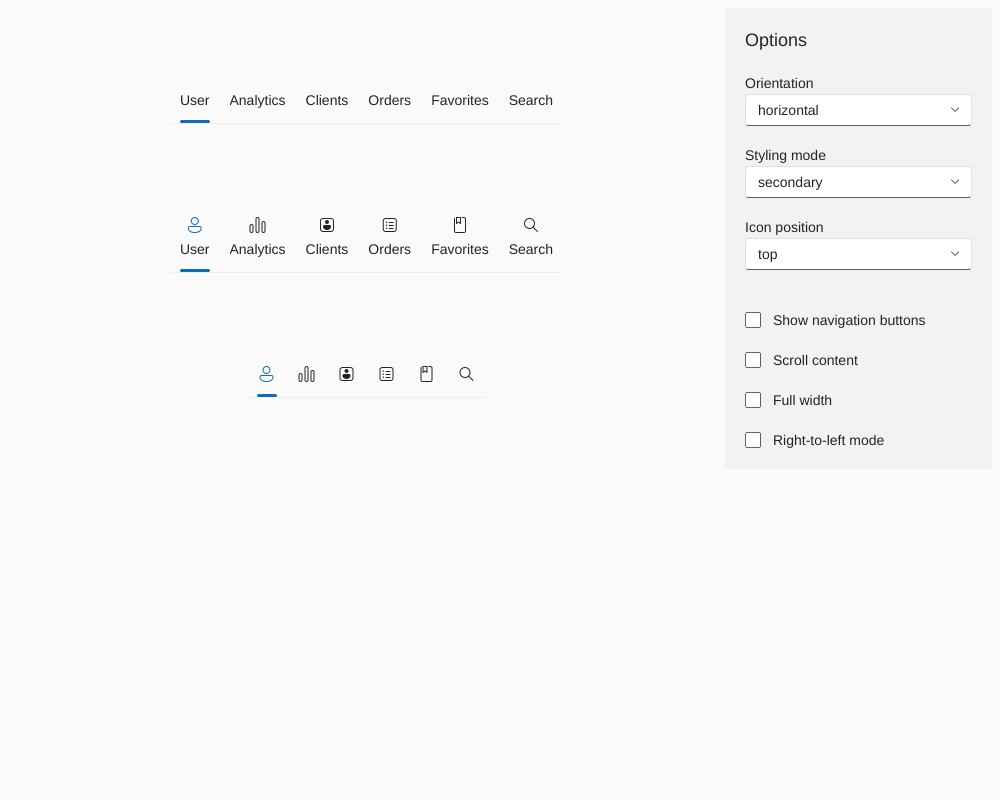 User Analytics Clients Orders Favorites Search
User Analytics Clients Orders Favorites Search
Options
Orientation
horizontal
Styling mode
secondary
Icon position
top
Show navigation buttons
Scroll content
Full width
Right-to-left mode